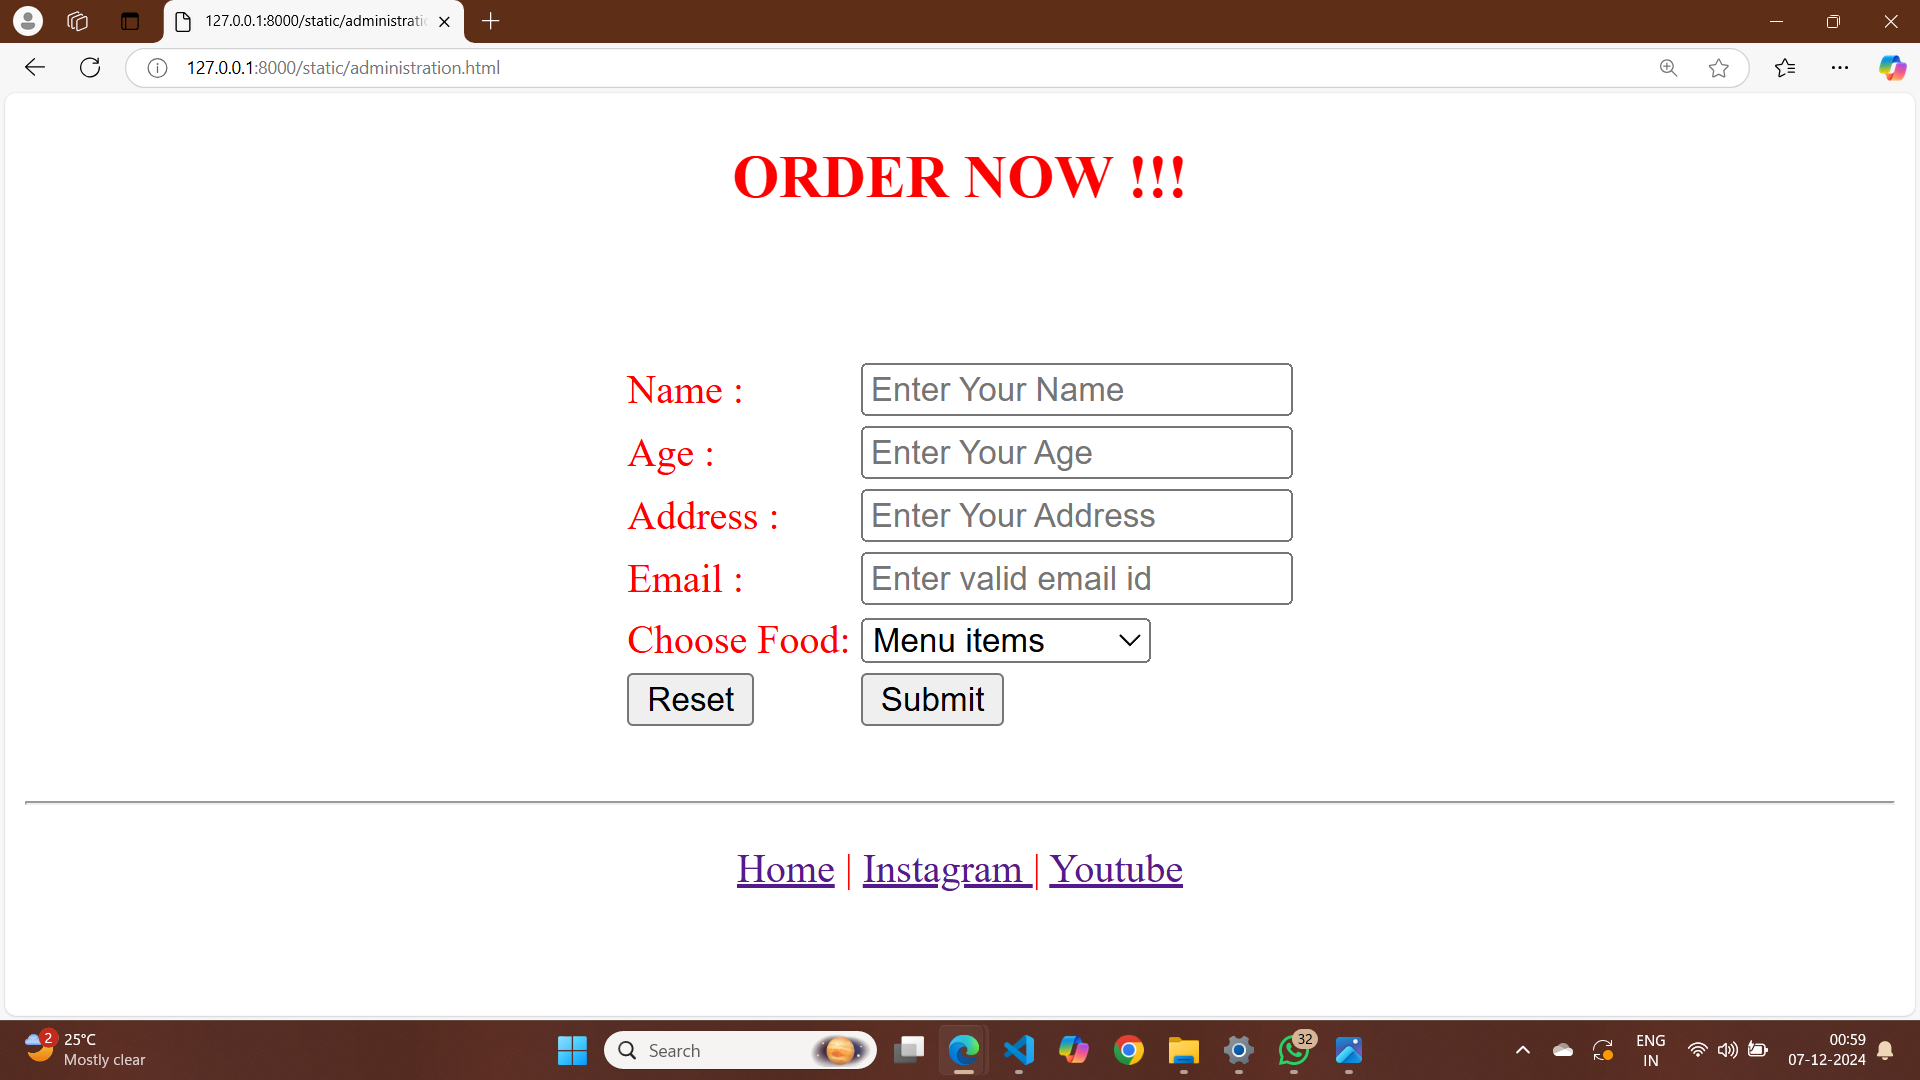 127.0.0.1:8000/static/administratio
127.0.0.1:8000/static/administration.html
ORDER NOW !!!
Name : Enter Your Name
Age : Enter Your Age
Address : Enter Your Address
Email : Enter valid email id
Choose Food: Menu items
Reset Submit
Home | Instagram | Youtube
2 25°C
Mostly clear
Search
32
ENG
IN
00:59
07-12-2024